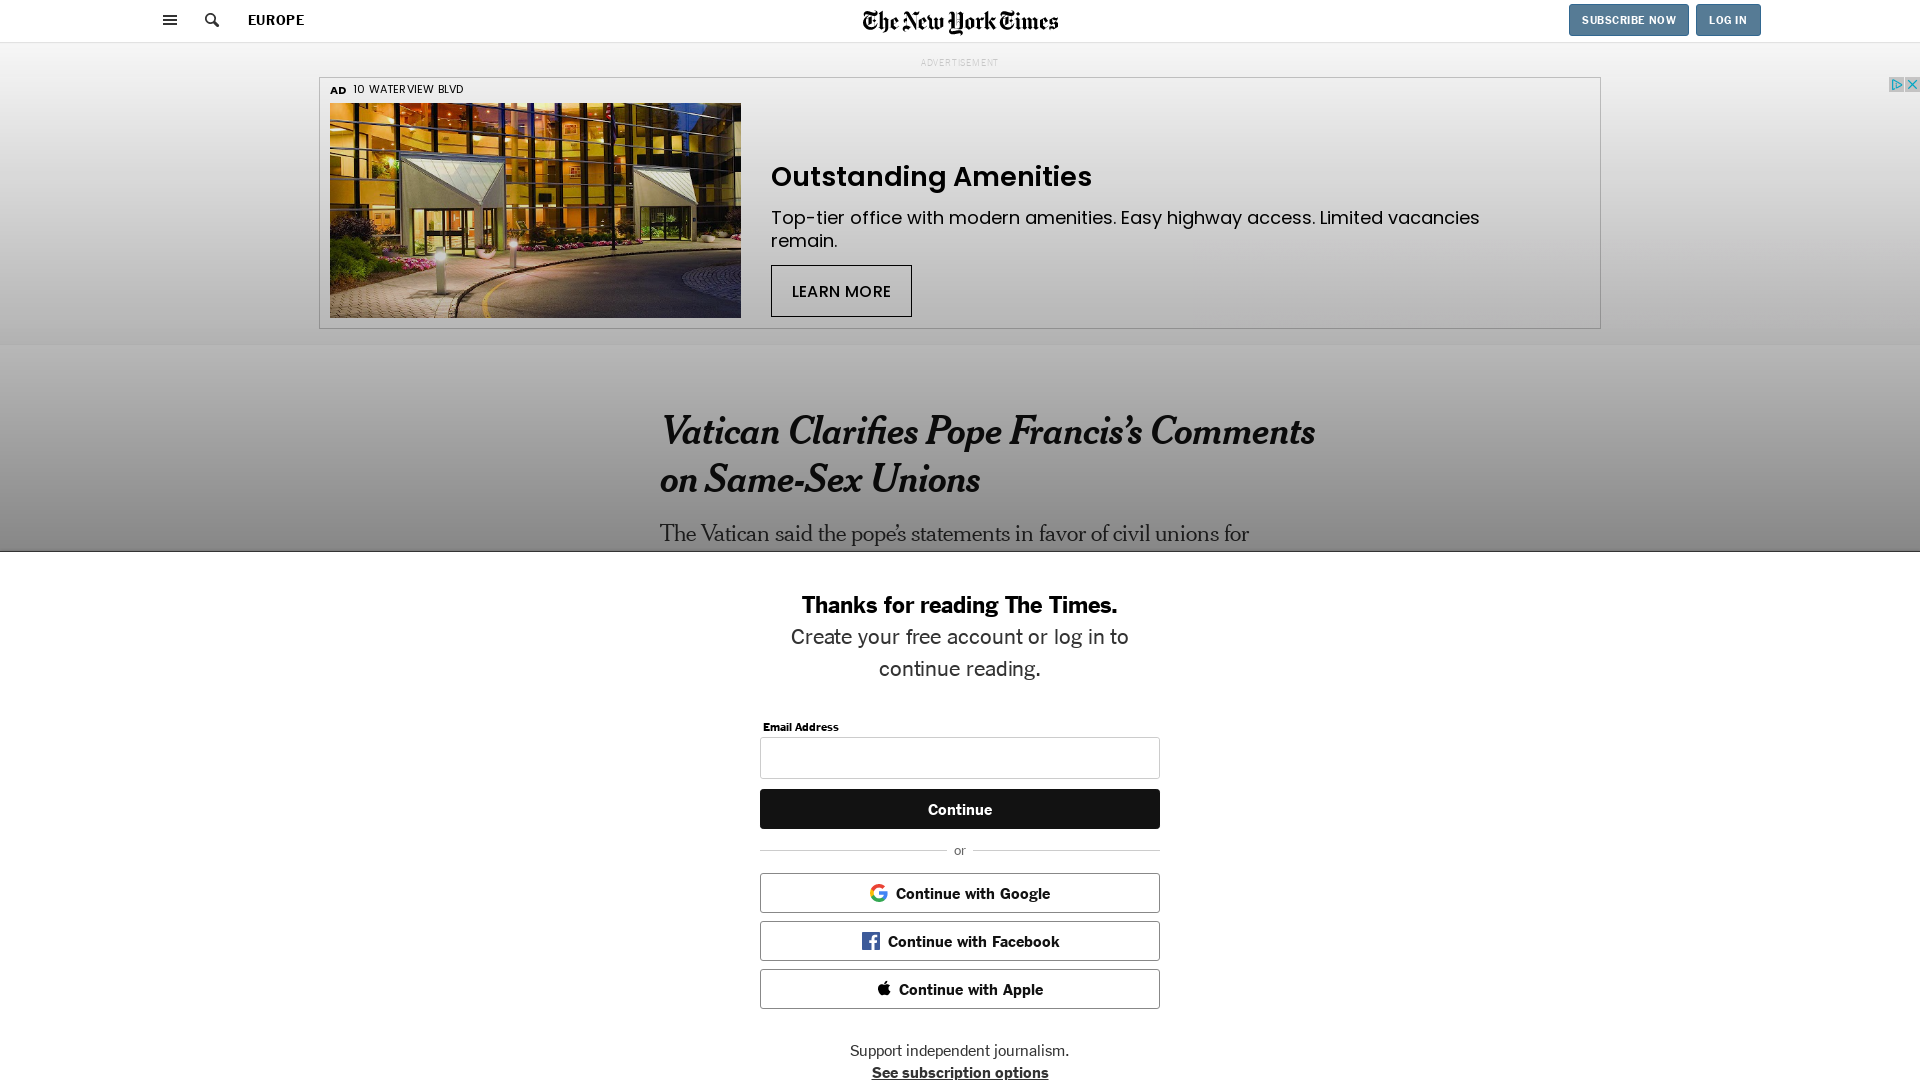 EUROPE
The New York Times
SUBSCRIBE NOW
LOG IN
ADVERTISEMENT
AD 10 WATERVIEW BLVD
Outstanding Amenities
Top-tier office with modern amenities. Easy highway access. Limited vacancies
remain.
LEARN MORE
Vatican Clarifies Pope Francis’s Comments
on Same-Sex Unions
The Vatican said the pope’s statements in favor of civil unions for
Thanks for reading The Times.
Create your free account or log in to
continue reading.
Email Address
Continue
or
Continue with Google
Continue with Facebook
Continue with Apple
Support independent journalism.
See subscription options